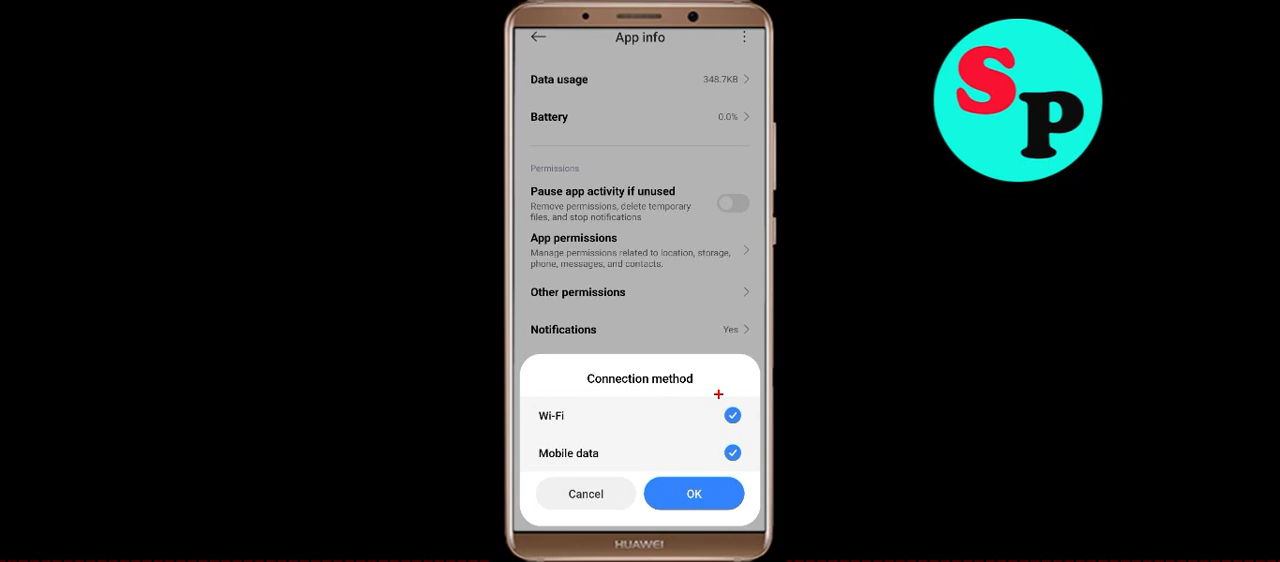 App info
Data usage 348.7KB
Battery 0.0%
Permissions
Pause app activity if unused
Remove permissions, delete temporary
files, and stop notifications
App permissions
Manage permissions related to location, storage,
phone, messages, and contacts.
Other permissions
Notifications Yes
Connection method
Wi-Fi
Mobile data
Cancel OK
HUAWEI
SP